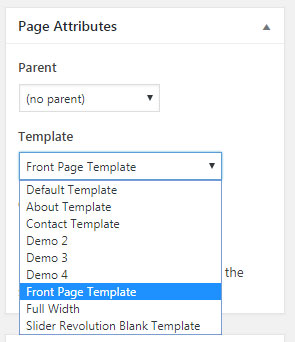 Page Attributes
Parent
(no parent)
Template
Front Page Template
Default Template
About Template
Contact Template
Demo 2
Demo 3
Demo 4
the
Front Page Template
Full Width
Slider Revolution Blank Template